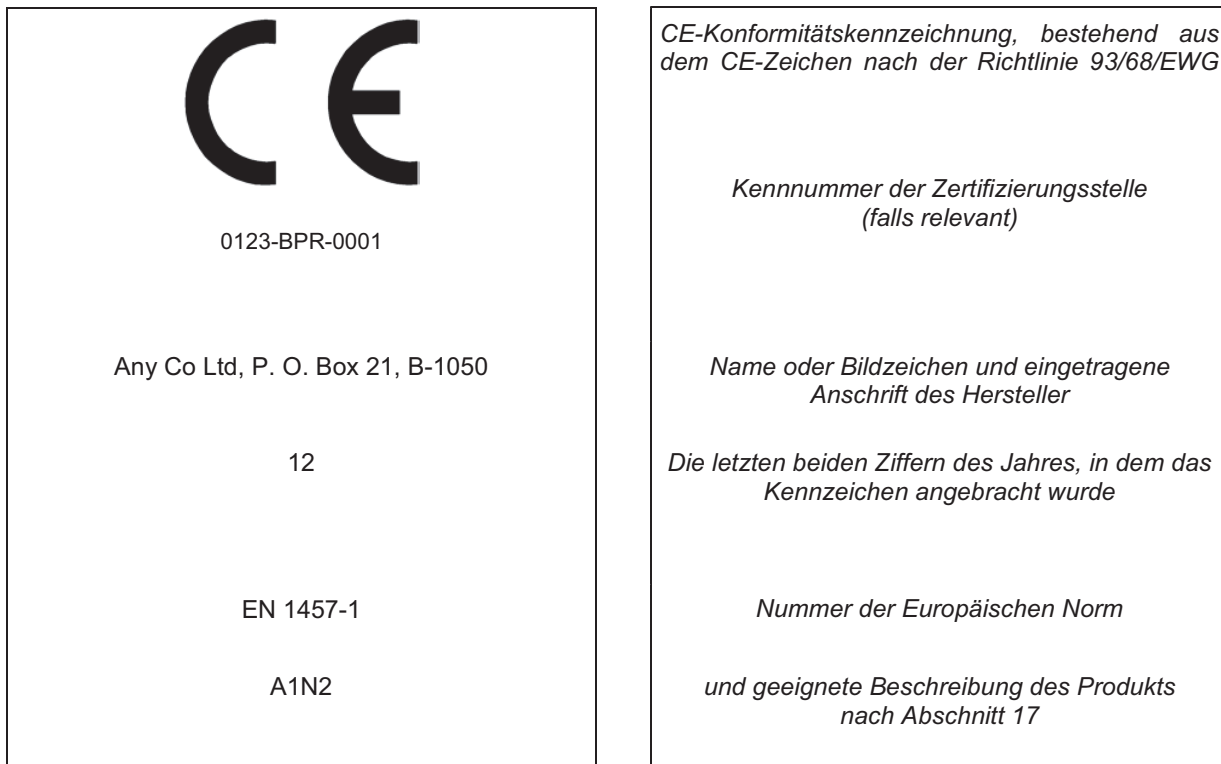 CE
0123-BPR-0001
Any Co Ltd, P. O. Box 21, B-1050
12
EN 1457-1
A1N2
CE-Konformitätskennzeichnung, bestehend aus
dem CE-Zeichen nach der Richtlinie 93/68/EWG
Kennnummer der Zertifizierungsstelle
(falls relevant)
Name oder Bildzeichen und eingetragene
Anschrift des Hersteller
Die letzten beiden Ziffern des Jahres, in dem das
Kennzeichen angebracht wurde
Nummer der Europäischen Norm
und geeignete Beschreibung des Produkts
nach Abschnitt 17